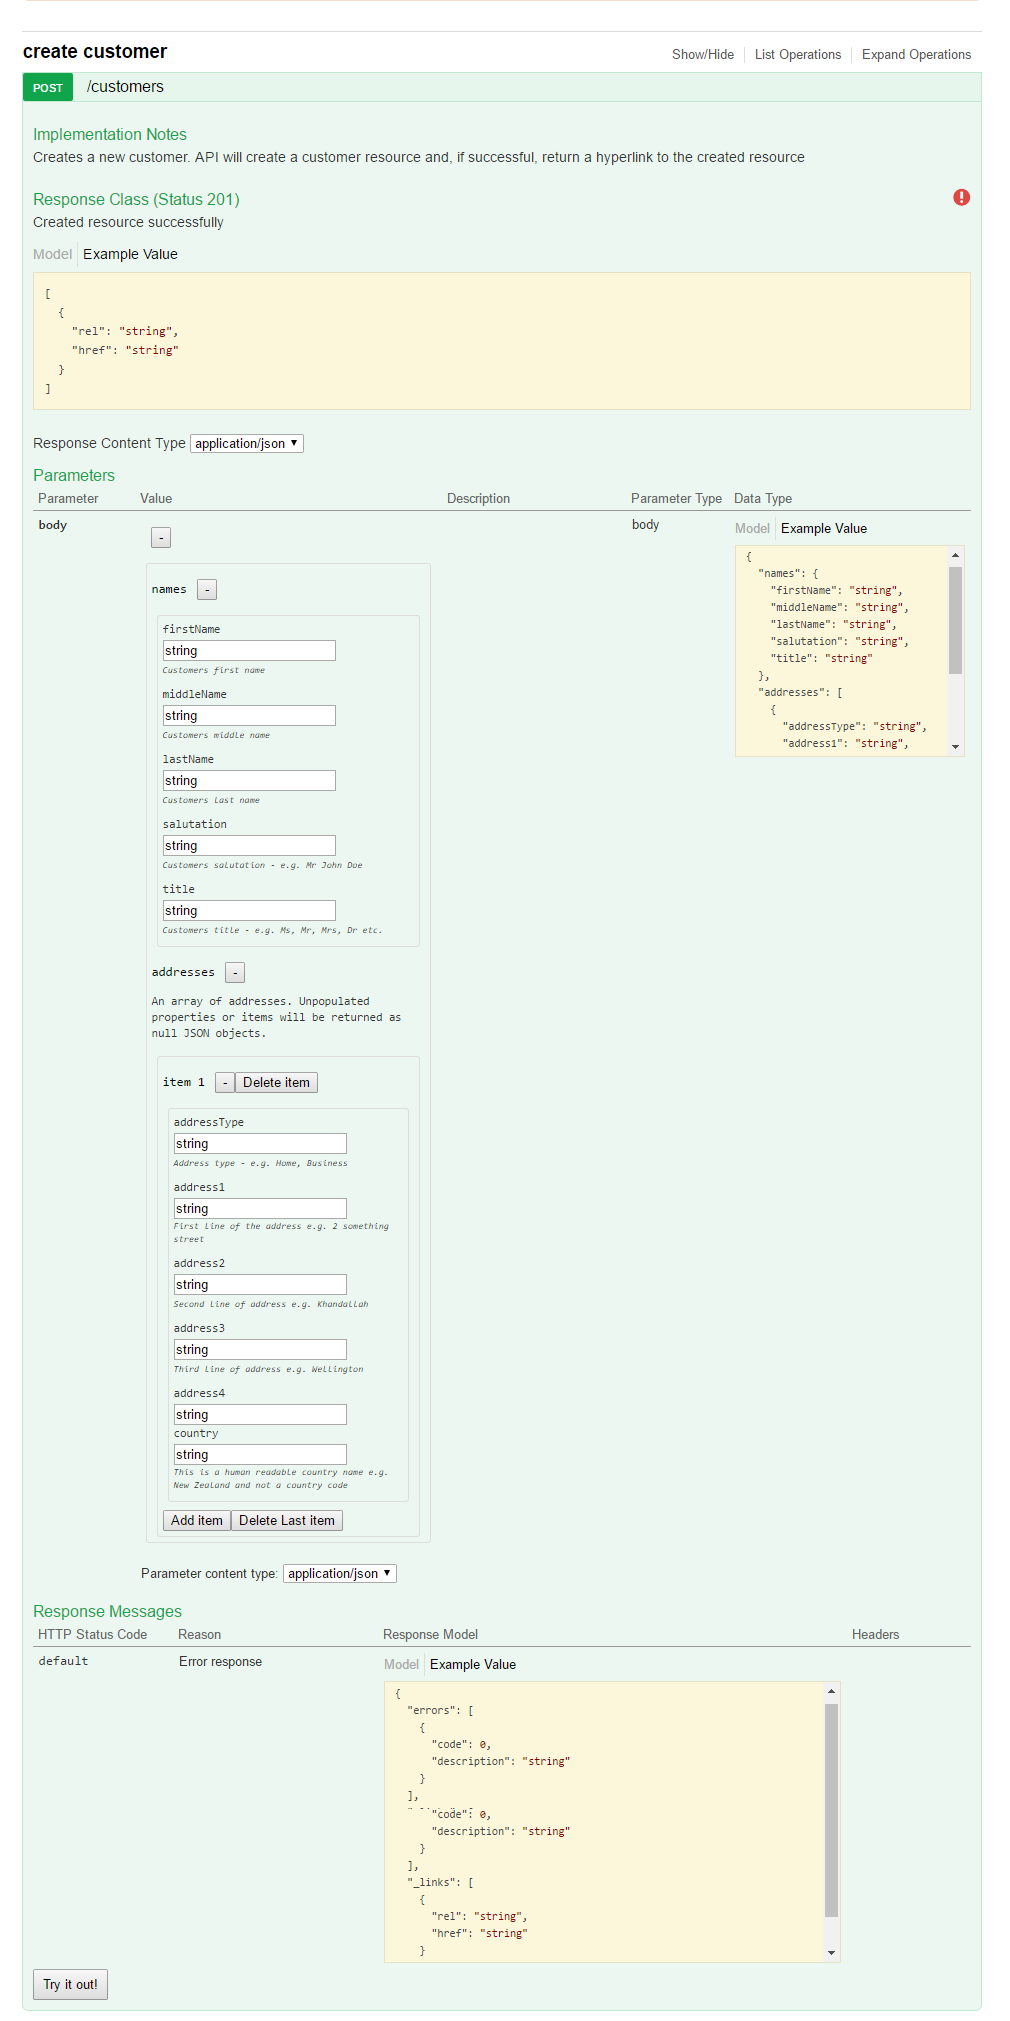 create customer
Show/Hide
List Operations
Expand Operations
POST
/customers
Implementation Notes
Creates a new customer. API will create a customer resource and, if successful, return a hyperlink to the created resource
Response Class (Status 201)
Created resource successfully
Model
Example Value
[
{
"rel": "string",
"href": "string"
}
]
Response Content Type application/json
Parameters
Parameter
Value
Description
Parameter Type
Data Type
body
-
names -
firstName
string
Customers first name
middleName
string
Customers middle name
lastName
string
Customers last name
salutation
string
Customers salutation - e.g. Mr John Doe
title
string
Customers title - e.g. Ms, Mr, Mrs, Dr etc.
addresses -
An array of addresses. Unpopulated
properties or items will be returned as
null JSON objects.
item 1 - Delete item
addressType
string
Address type - e.g. Home, Business
address1
string
First line of the address e.g. 2 something
street
address2
string
Second line of address e.g. Khandallah
address3
string
Third line of address e.g. Wellington
address4
string
country
string
This is a human readable country name e.g.
New Zealand and not a country code
Add item Delete Last item
body
Model
Example Value
{
"names": {
"firstName": "string",
"middleName": "string",
"lastName": "string",
"salutation": "string",
"title": "string"
},
"addresses": [
{
"addressType": "string",
"address1": "string",
Parameter content type: application/json
Response Messages
HTTP Status Code
Reason
Response Model
Headers
default
Error response
Model
Example Value
{
"errors": [
{
"code": 0,
"description": "string"
}
],
"code": 0,
"description": "string"
}
],
"_links": [
{
"rel": "string",
"href": "string"
}
Try it out!